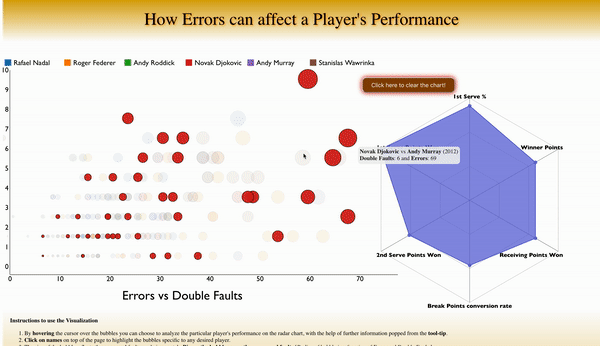 How Errors can affect a Player's Performance
Rafael Nadal Roger Federer Andy Roddick Novak Djokovic Andy Murray Stanislas Wawrinka
Click here to clear the chart!
1st Serve %
Winner Points
Receiving Points Won
Break Points conversion rate
2nd Serve Points Won
Novak Djokovic vs Andy Murray (2012)
Double Faults: 6 and Errors: 69
10
9
8
7
6
5
4
3
2
1
0
0 10 20 30 40 50 60 70
Errors vs Double Faults
Instructions to use the Visualization
1. By hovering the cursor over the bubbles you can choose to analyze the particular player's performance on the radar chart, with the help of further information popped from the tool-tip.
2. Click on names on top of the page to highlight the bubbles specific to any desired player.